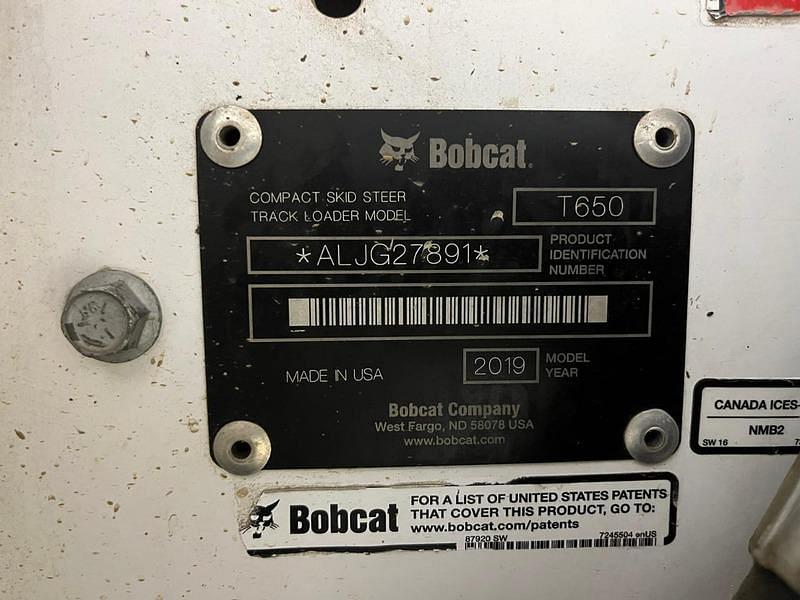 Bobcat.
COMPACT SKID STEER
TRACK LOADER MODEL
T650
*ALJG27891*
PRODUCT
IDENTIFICATION
NUMBER
MADE IN USA
2019
MODEL
YEAR
Bobcat Company
West Fargo, ND 58078 USA
www.bobcat.com
CANADA ICES-
NMB2
SW 16
Bobcat
FOR A LIST OF UNITED STATES PATENTS
THAT COVER THIS PRODUCT, GO TO:
www.bobcat.com/patents
87920 SW
7245504 enUS